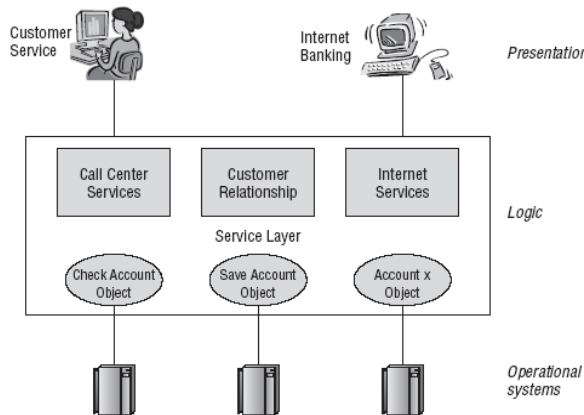 Customer
Service
Internet
Banking
Presentation
Call Center
Services
Customer
Relationship
Internet
Services
Logic
Service Layer
Check Account
Object
Save Account
Object
Account x
Object
Operational
systems